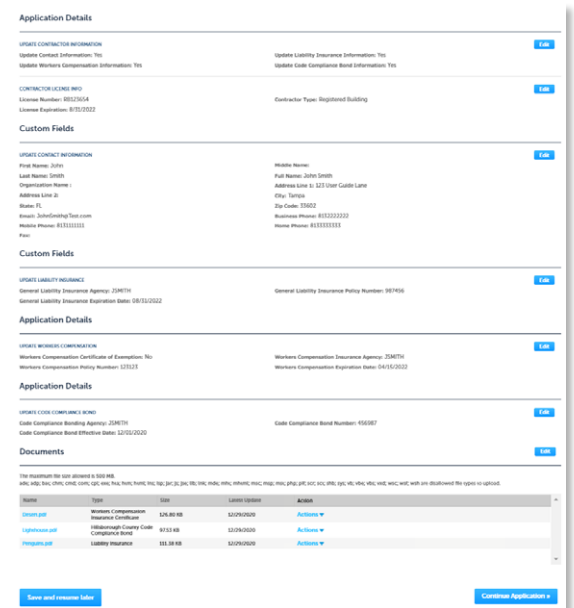 Application Details
UPDATE CONTRACTOR INFORMATION
Edit
Update Contact Information: Yes
Update Liability Insurance Information: Yes
Update Workers Compensation Information: Yes
Update Code Compliance Bond Information: Yes
CONTRACTOR LICENSE INFO
Edit
License Number: RB123654
Contractor Type: Registered Building
License Expiration: 8/31/2022
Custom Fields
UPDATE CONTACT INFORMATION
Edit
First Name: John
Middle Name:
Last Name: Smith
Full Name: John Smith
Organization Name :
Address Line 1: 123 User Guide Lane
Address Line 2:
City: Tampa
State: FL
Zip Code: 33602
Email: JohnSmith@Test.com
Business Phone: 8132222222
Mobile Phone: 8131111111
Home Phone: 8133333333
Fax:
Custom Fields
UPDATE LIABILITY INSURANCE
Edit
General Liability Insurance Agency: JSMITH
General Liability Insurance Policy Number: 987456
General Liability Insurance Expiration Date: 08/31/2022
Application Details
UPDATE WORKERS COMPENSATION
Edit
Workers Compensation Certificate of Exemption: No
Workers Compensation Insurance Agency: JSMITH
Workers Compensation Policy Number: 123123
Workers Compensation Expiration Date: 04/15/2022
Application Details
UPDATE CODE COMPLIANCE BOND
Edit
Code Compliance Bonding Agency: JSMITH
Code Compliance Bond Number: 456987
Code Compliance Bond Effective Date: 12/01/2020
Documents
Edit
The maximum file size allowed is 500 MB.
are disallowed file types to upload.
Name Type Size Latest Update Action
Workers Compensation
Insurance Certificate
126.80 KB 12/29/2020 Actions ▼
Lighthouse.pdf
Hillsborough County Code
Compliance Bond
97.53 KB 12/29/2020 Actions ▼
Penguins.pdf Liability Insurance 111.38 KB 12/29/2020 Actions ▼
Save and resume later
Continue Application »